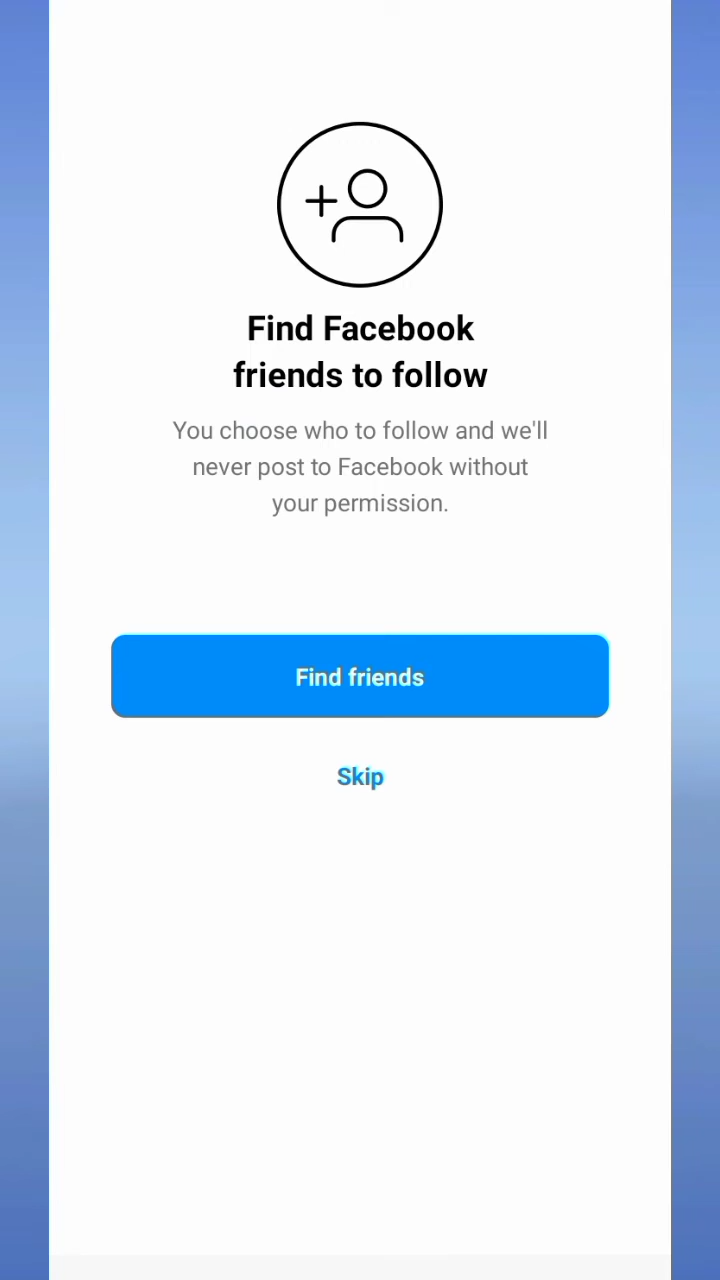 Find Facebook
friends to follow
You choose who to follow and we'll
never post to Facebook without
your permission.
Find friends
Skip